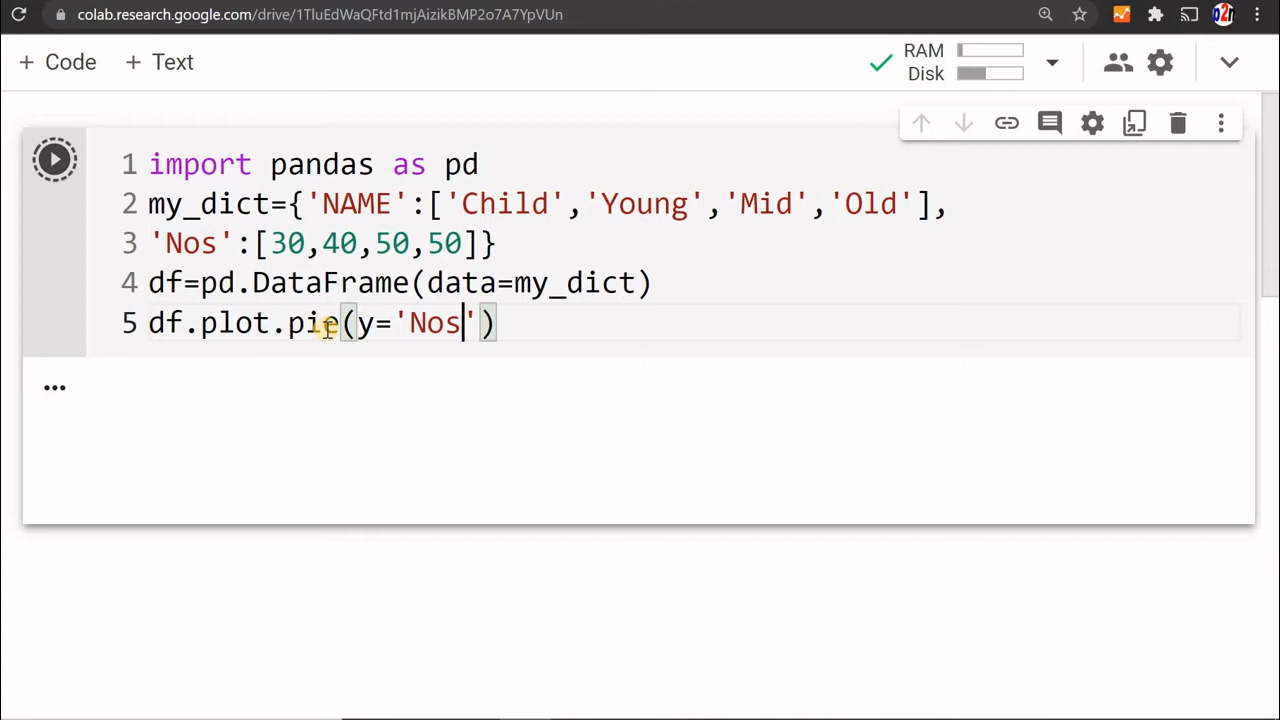 colab.research.google.com/drive/1TluEdWaQFtd1mjAizikBMP2o7A7YpVUn
+ Code + Text
RAM
Disk
1 import pandas as pd
2 my_dict={'NAME':['Child','Young','Mid','Old'],
3 'Nos':[30,40,50,50]}
4 df=pd.DataFrame(data=my_dict)
5 df.plot.pie(y='Nos')
...